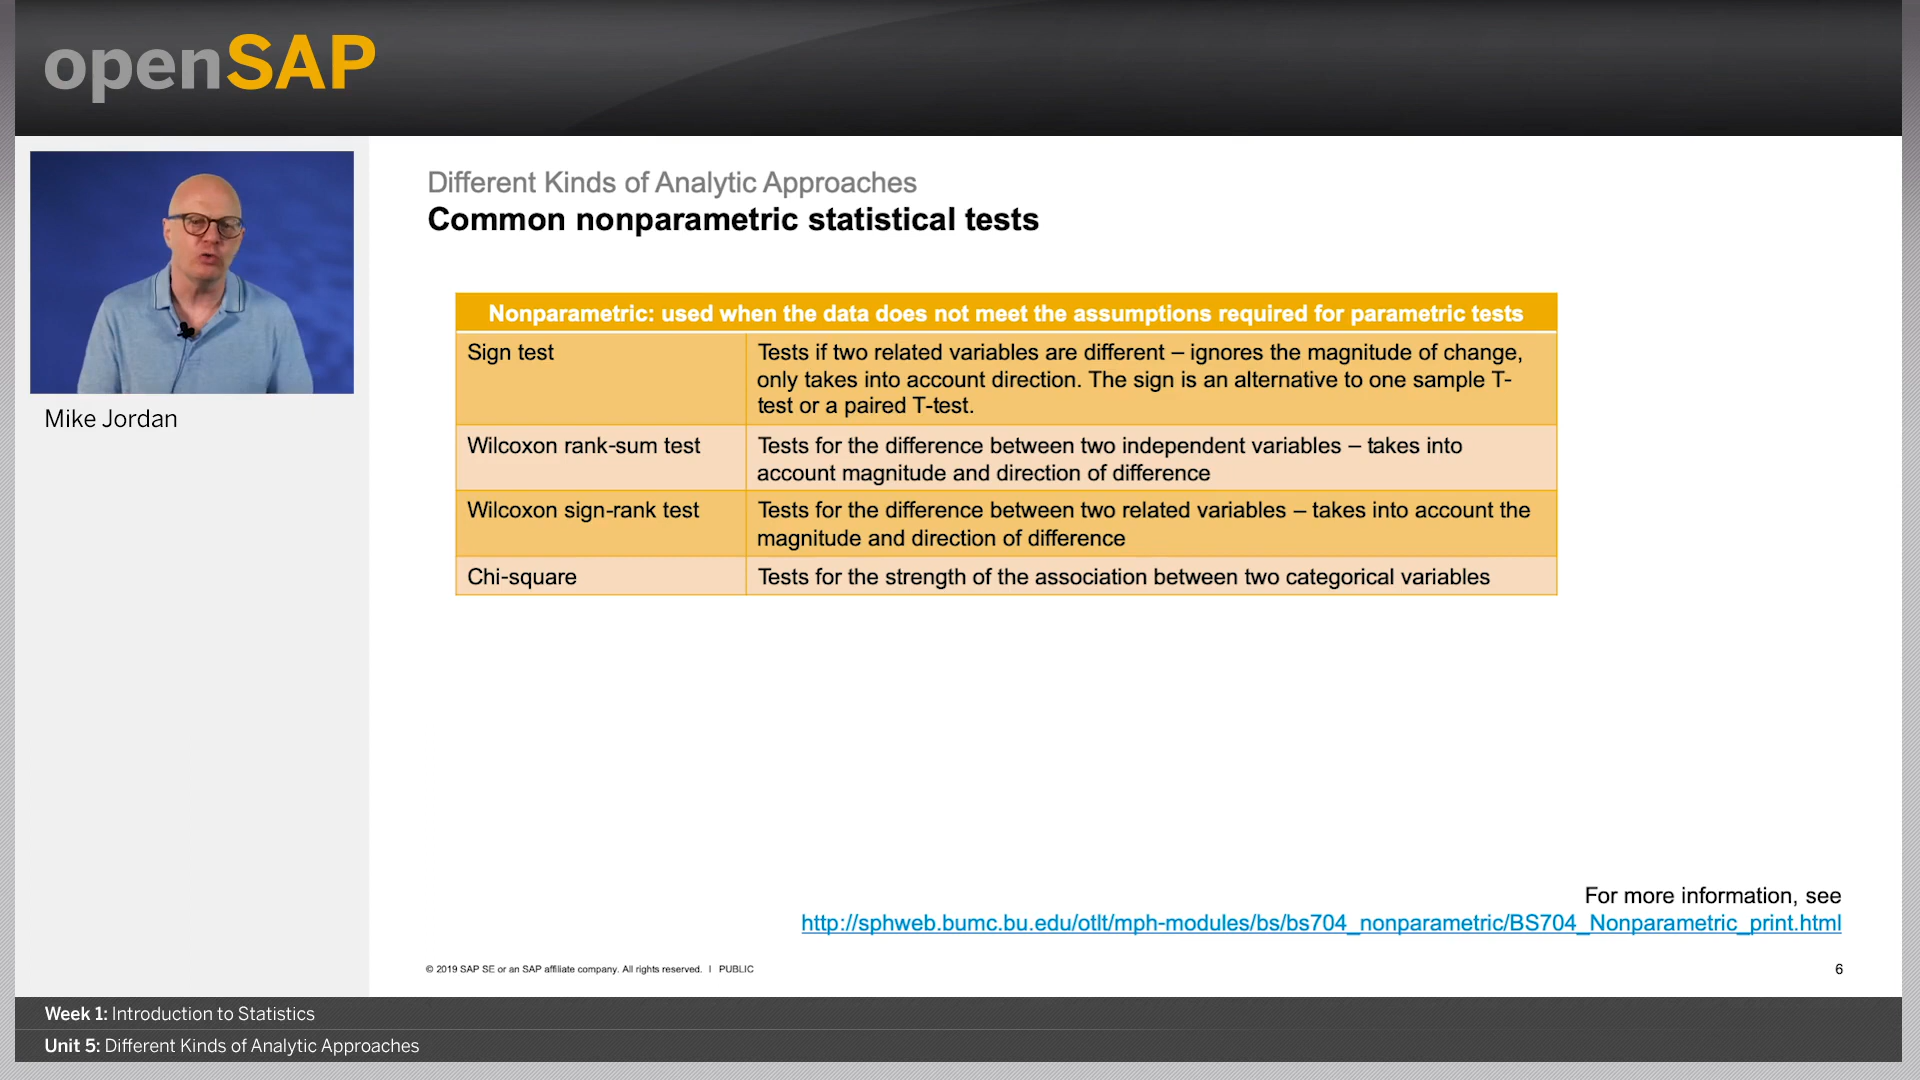 openSAP
Mike Jordan
Different Kinds of Analytic Approaches
Common nonparametric statistical tests
Nonparametric: used when the data does not meet the assumptions required for parametric tests
Sign test
Tests if two related variables are different – ignores the magnitude of change,
only takes into account direction. The sign is an alternative to one sample T-
test or a paired T-test.
Wilcoxon rank-sum test
Tests for the difference between two independent variables – takes into
account magnitude and direction of difference
Wilcoxon sign-rank test
Tests for the difference between two related variables – takes into account the
magnitude and direction of difference
Chi-square
Tests for the strength of the association between two categorical variables
For more information, see
http://sphweb.bumc.bu.edu/otlt/mph-modules/bs/bs704_nonparametric/BS704_Nonparametric_print.html
© 2019 SAP SE or an SAP affiliate company. All rights reserved. | PUBLIC
6
Week 1: Introduction to Statistics
Unit 5: Different Kinds of Analytic Approaches